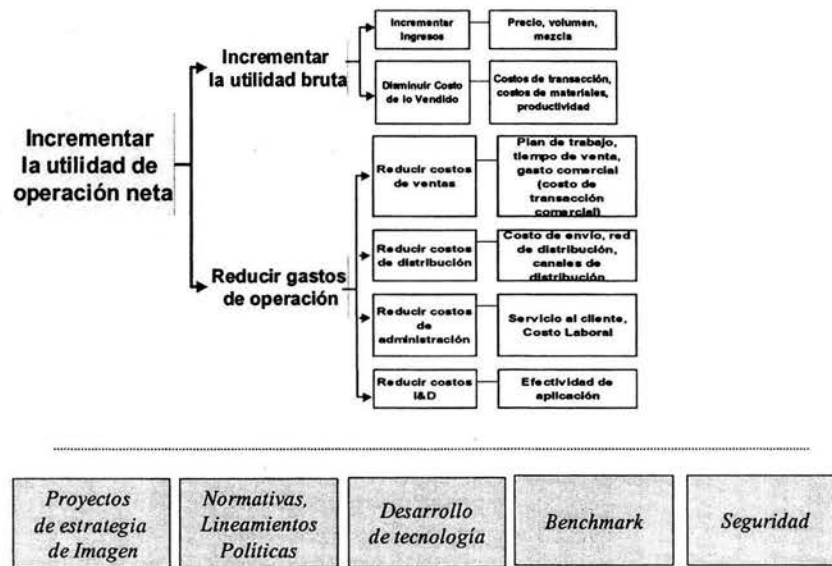 Incrementar
la utilidad de
operación neta
Incrementar
la utilidad bruta
Incrementar
Ingresos
Precio, volumen,
mezcla
Disminuir Costo
de lo Vendido
Costos de transacción,
costos de materiales,
productividad
Reducir gastos
de operación
Reducir costos
de ventas
Plan de trabajo,
tiempo de venta,
gasto comercial
(costo de
transacción
comercial)
Reducir costos
de distribución
Costo de envío, red
de distribución,
canales de
distribución
Reducir costos
de
administración
Servicio al cliente,
Costo Laboral
Reducir costos
I&D
Efectividad de
aplicación
Proyectos
de estrategia
de Imagen
Normativas,
Lineamientos
Políticas
Desarrollo
de tecnología
Benchmark
Seguridad